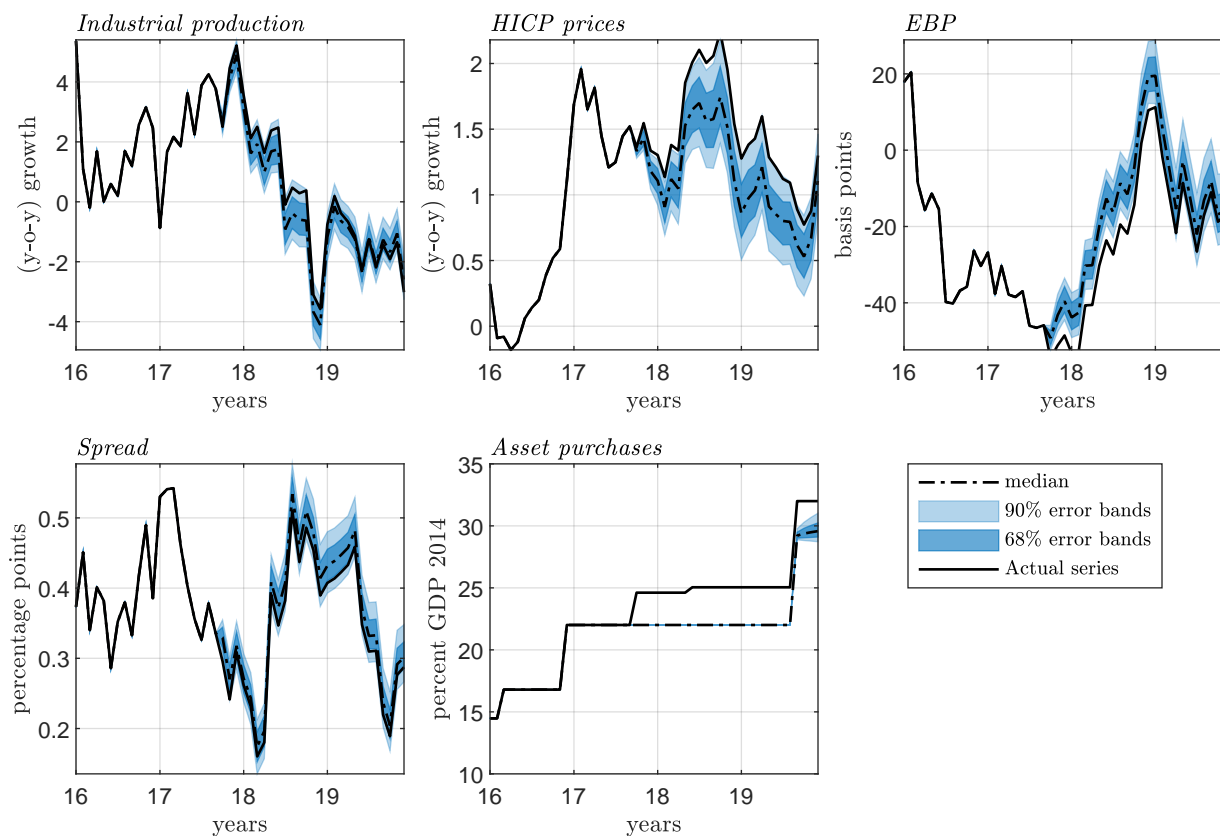 Industrial production
(y-o-y) growth
4
2
0
-2
-4
16 17 18 19
years
HICP prices
(y-o-y) growth
2
1.5
1
0.5
0
16 17 18 19
years
EBP
basis points
20
0
-20
-40
16 17 18 19
years
Spread
percentage points
0.5
0.4
0.3
0.2
16 17 18 19
years
Asset purchases
percent GDP 2014
35
30
25
20
15
10
16 17 18 19
years
median
90% error bands
68% error bands
Actual series